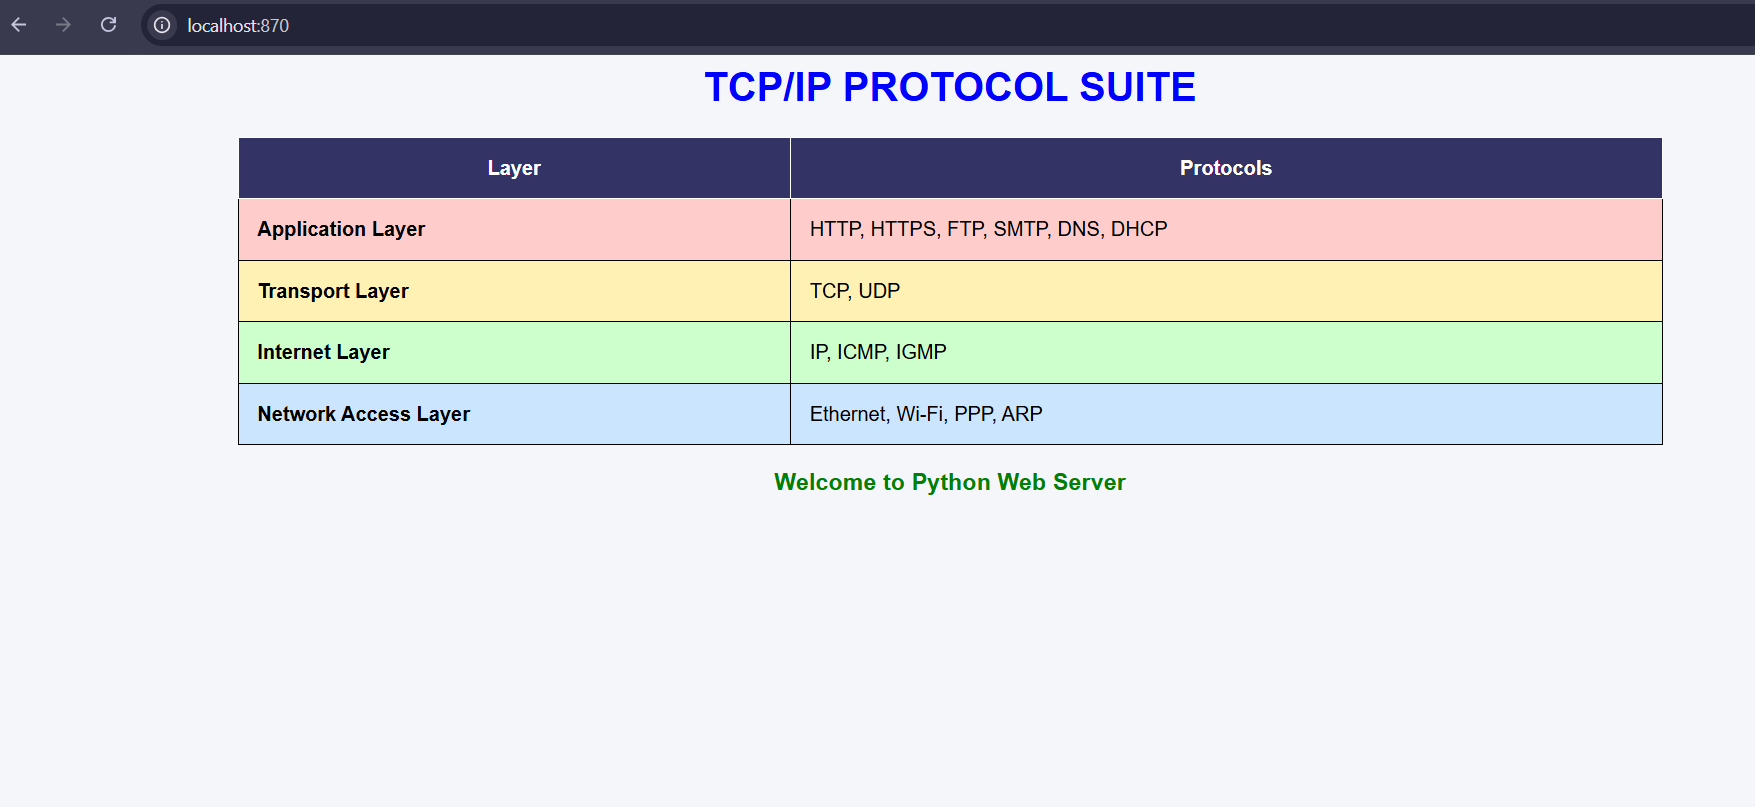 localhost:870
TCP/IP PROTOCOL SUITE
Layer Protocols
Application Layer HTTP, HTTPS, FTP, SMTP, DNS, DHCP
Transport Layer TCP, UDP
Internet Layer IP, ICMP, IGMP
Network Access Layer Ethernet, Wi-Fi, PPP, ARP
Welcome to Python Web Server